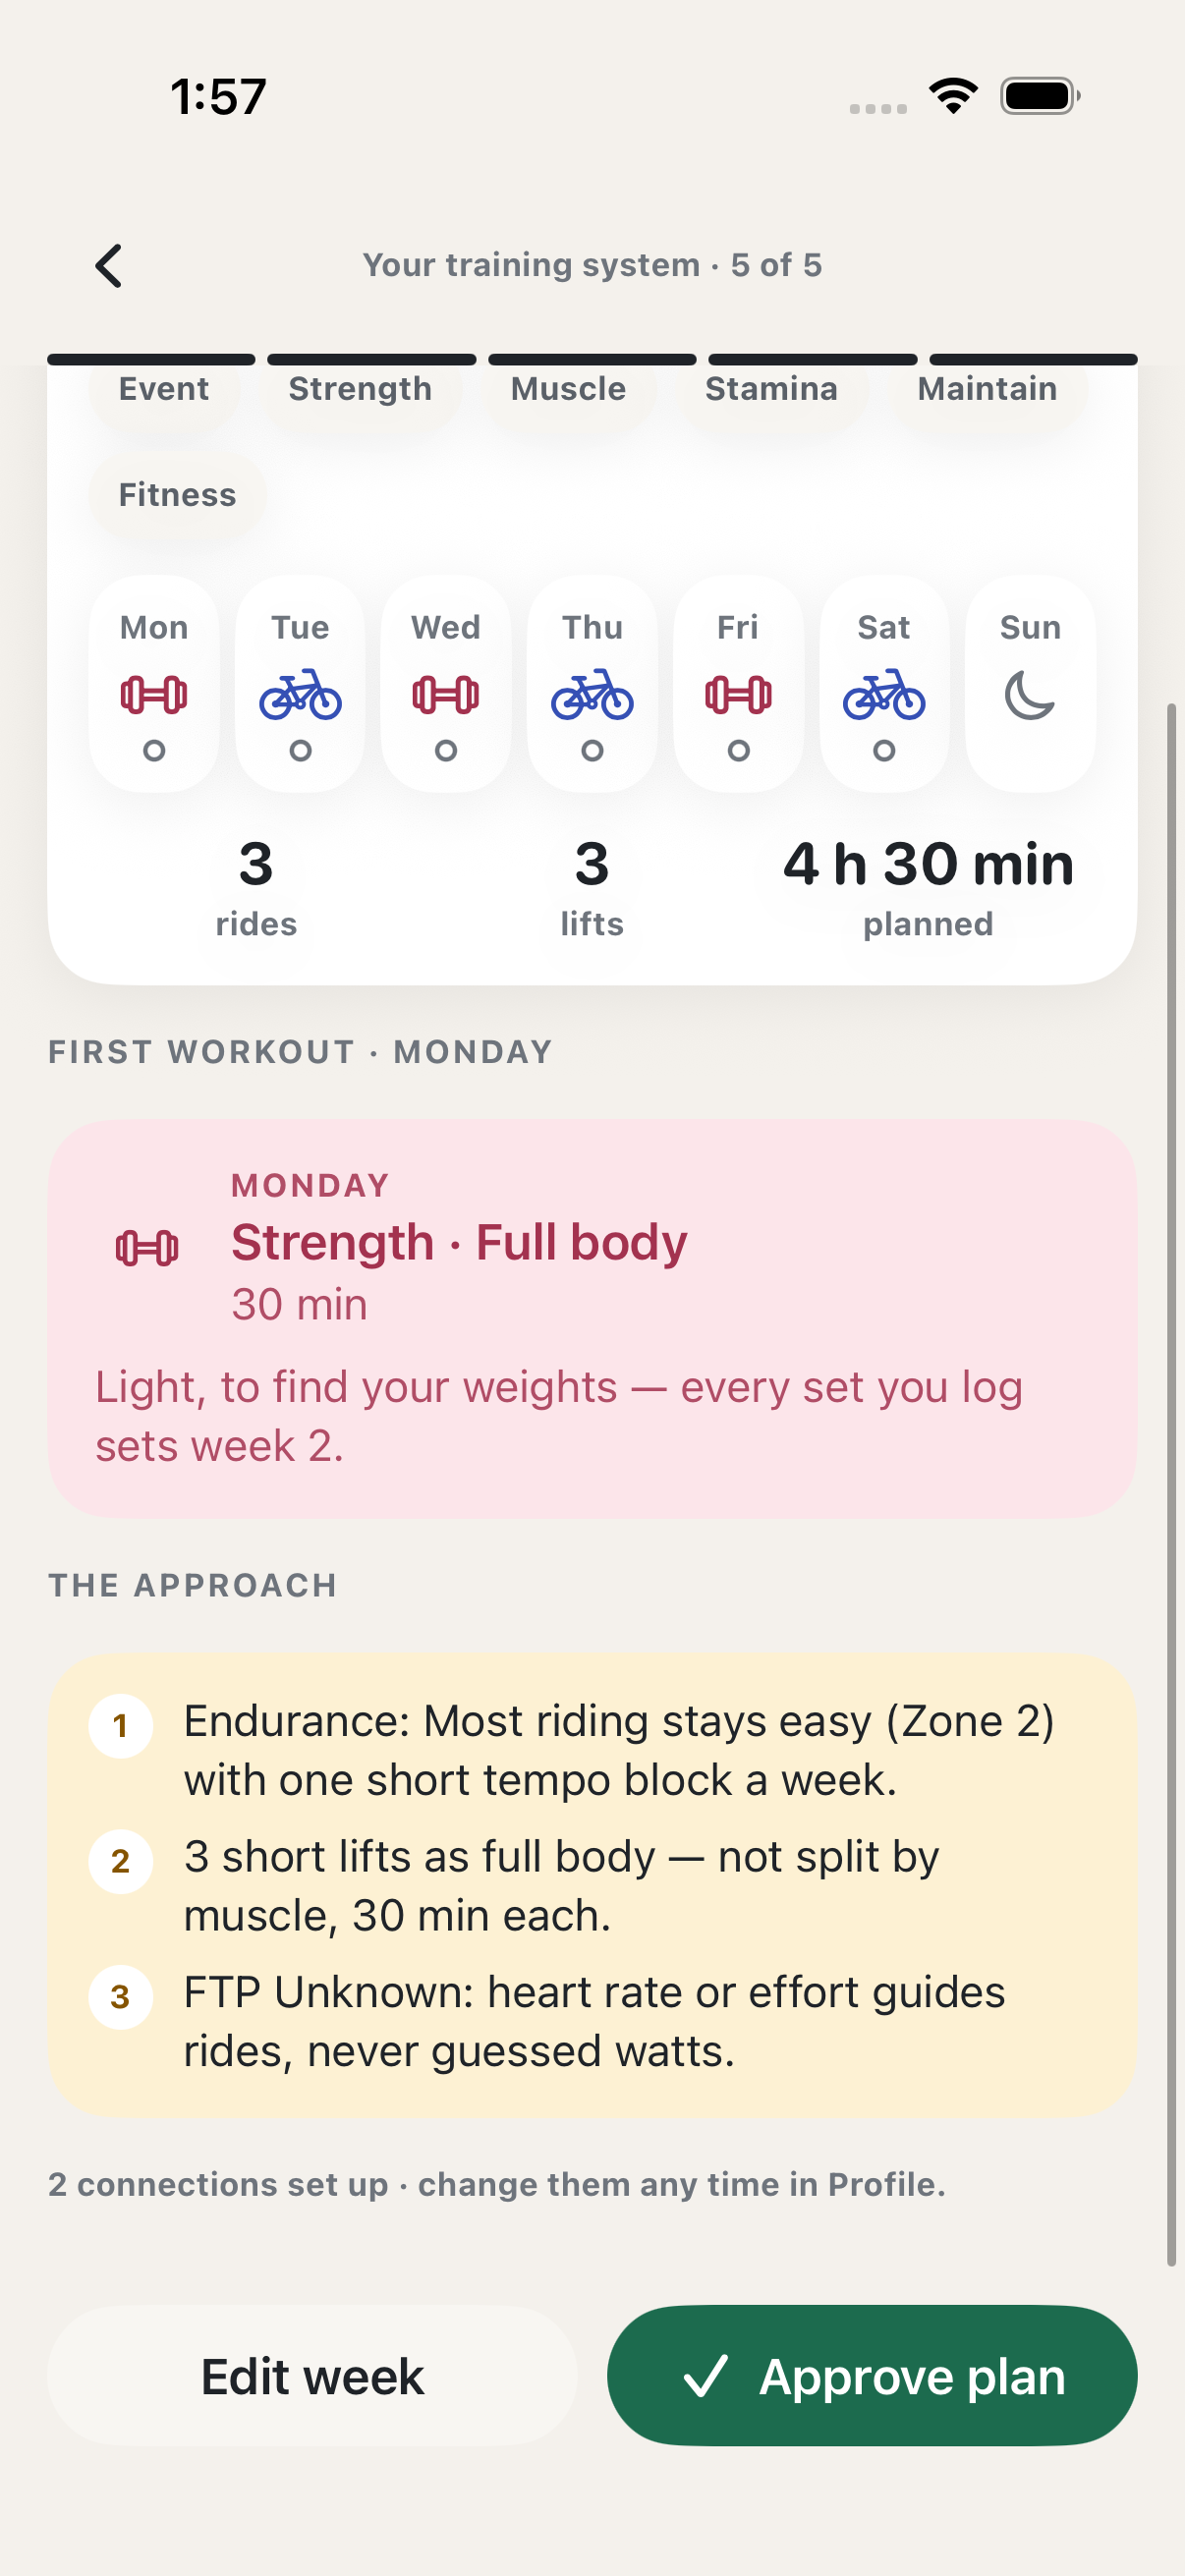 1:57
Your training system · 5 of 5
Event Strength Muscle Stamina Maintain
Fitness
Mon Tue Wed Thu Fri Sat Sun
3 3 4 h 30 min
rides lifts planned
FIRST WORKOUT · MONDAY
MONDAY
Strength · Full body
30 min
Light, to find your weights — every set you log
sets week 2.
THE APPROACH
1 Endurance: Most riding stays easy (Zone 2)
with one short tempo block a week.
2 3 short lifts as full body — not split by
muscle, 30 min each.
3 FTP Unknown: heart rate or effort guides
rides, never guessed watts.
2 connections set up · change them any time in Profile.
Edit week Approve plan